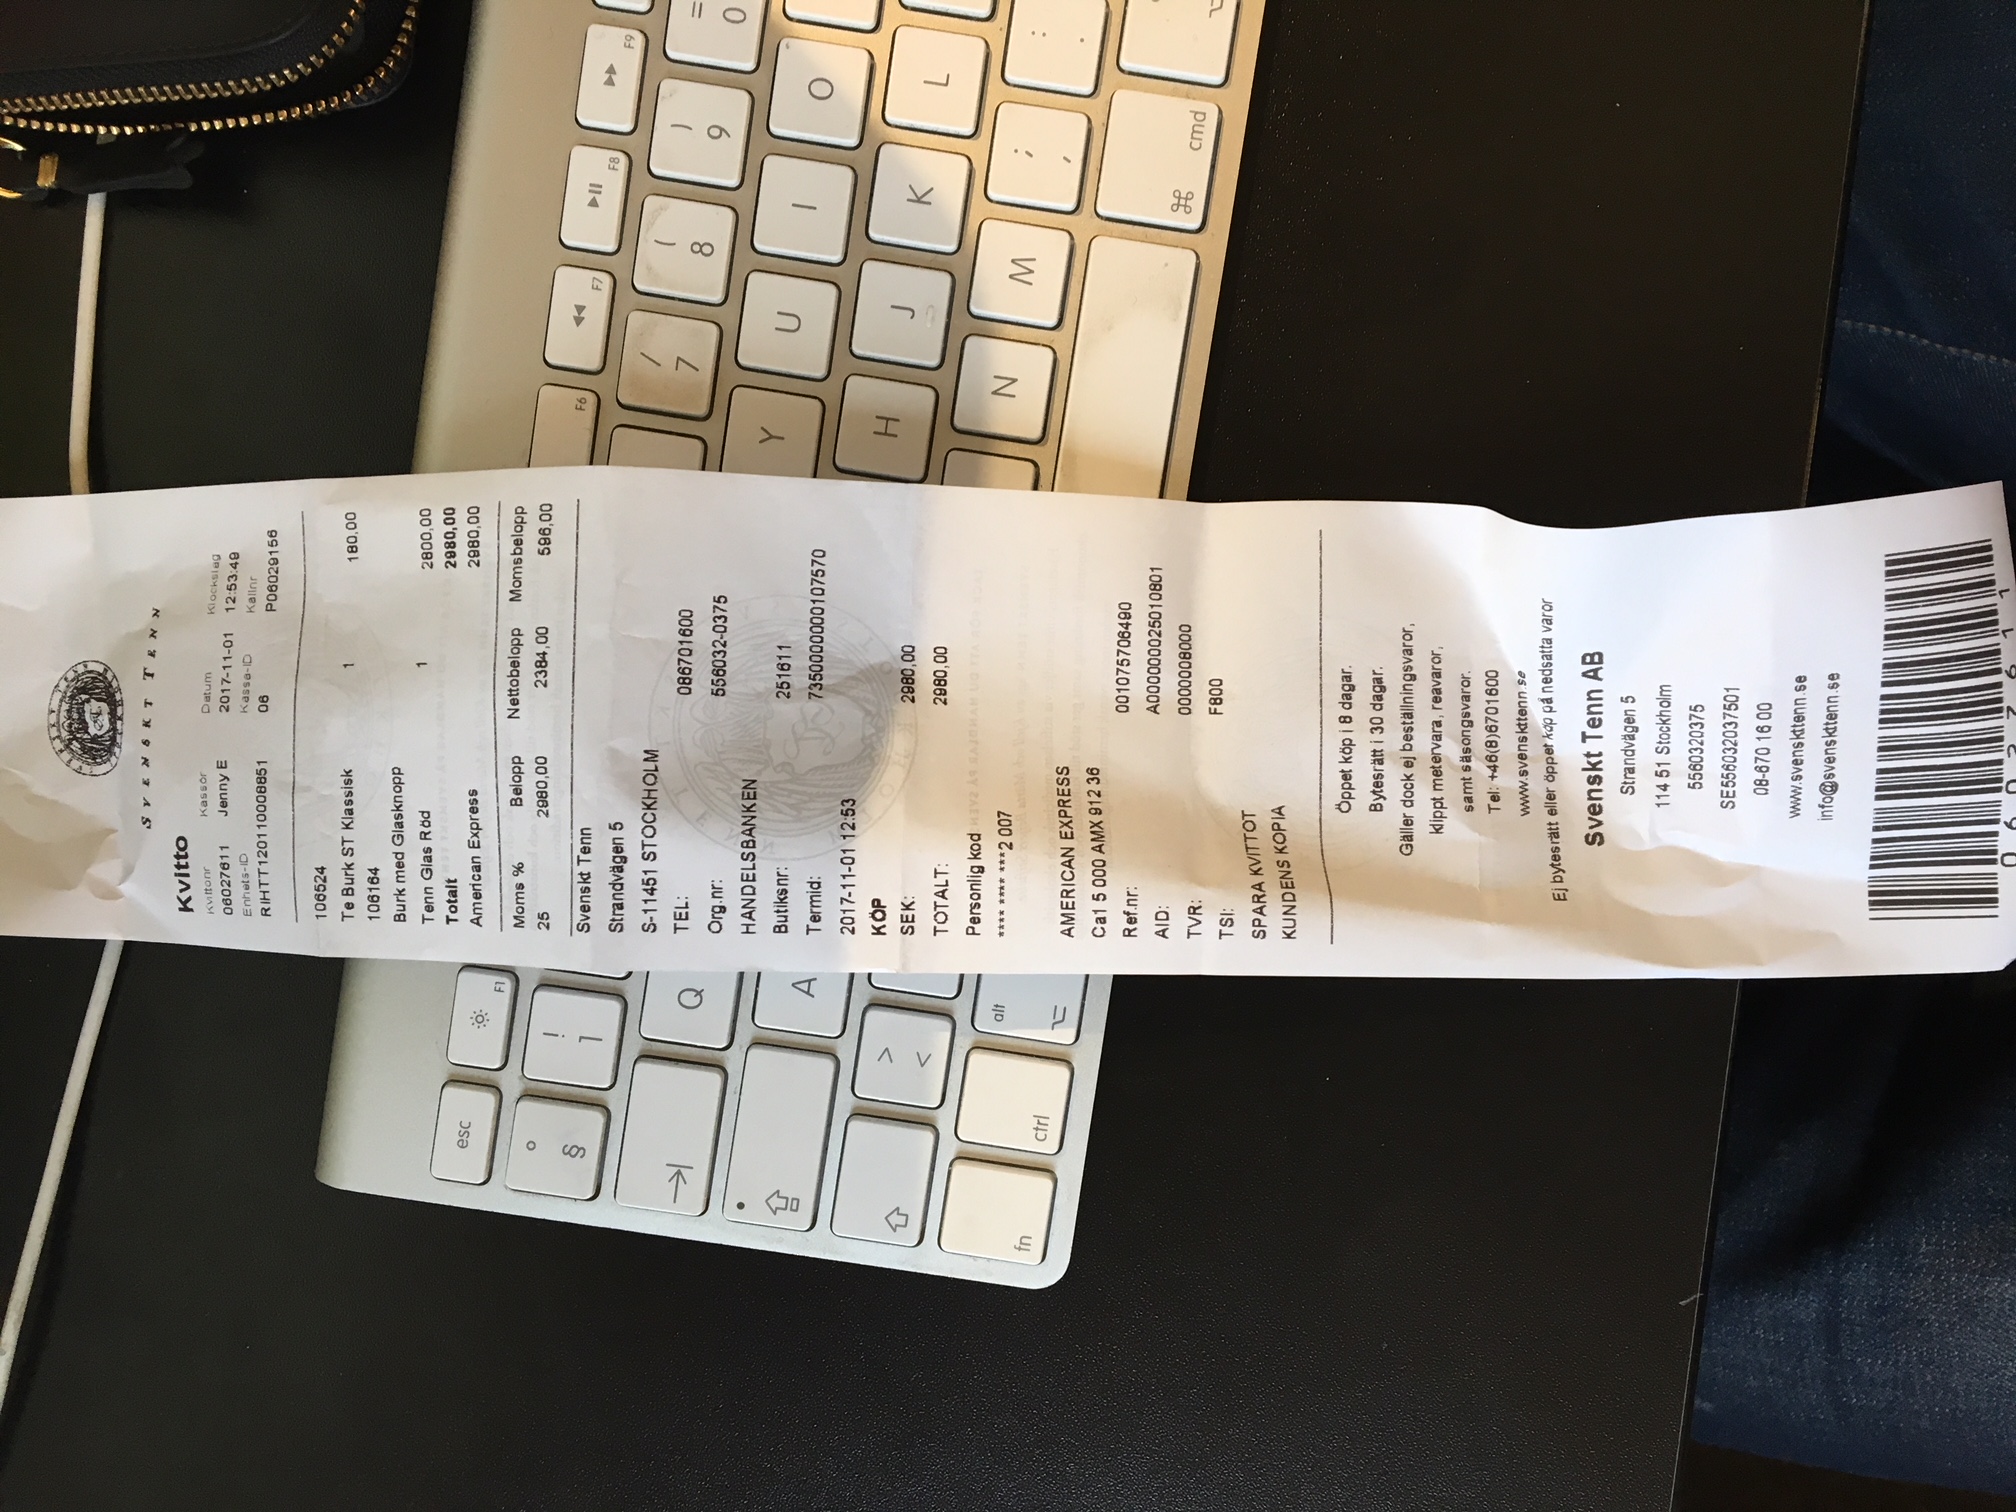 SVENSKT TENN
Kvitto
Kvittonr Kassör Datum Klockslag
06027611 Jenny E 2017-11-01 12:53:49
Enhets-ID Kassa-ID Kallnr
RIHTT120110008851 06 P06029156
106524
Te Burk ST Klassisk 1 180,00
106164
Burk med Glasknopp
Tenn Glas Röd 1 2800,00
Totalt 2980,00
American Express 2980,00
Moms % Belopp Nettobelopp Momsbelopp
25 2980,00 2384,00 596,00
Svenskt Tenn
Strandvägen 5
S-11451 STOCKHOLM
TEL: 086701600
Org.nr: 556032-0375
HANDELSBANKEN
Butiksnr: 251611
Termid: 7350000000107570
2017-11-01 12:53
KÖP
SEK: 2980,00
TOTALT: 2980,00
Personlig kod
**** **** ***2 007
AMERICAN EXPRESS
Ca1 5 000 AMX 912 36
Ref.nr: 001075706490
AID: A000000025010801
TVR: 0000008000
TSI: F800
SPARA KVITTOT
KUNDENS KOPIA
Öppet köp i 8 dagar.
Bytesrätt i 30 dagar.
Gäller dock ej beställningsvaror,
klippt metervara, reavaror,
samt säsongsvaror.
Tel: +46(8)6701600
www.svenskttenn.se
Ej bytesrätt eller öppet köp på nedsatta varor
Svenskt Tenn AB
Strandvägen 5
114 51 Stockholm
5560320375
SE556032037501
08-670 16 00
www.svenskttenn.se
info@svenskttenn.se
06027611
esc
F1
° § ! 1
Q
A
> <
fn ctrl alt
F6 F7 F8 F9
/ 7 ( 8 ) 9 = 0
Y U I O
H J K L
N M ; , : .
cmd